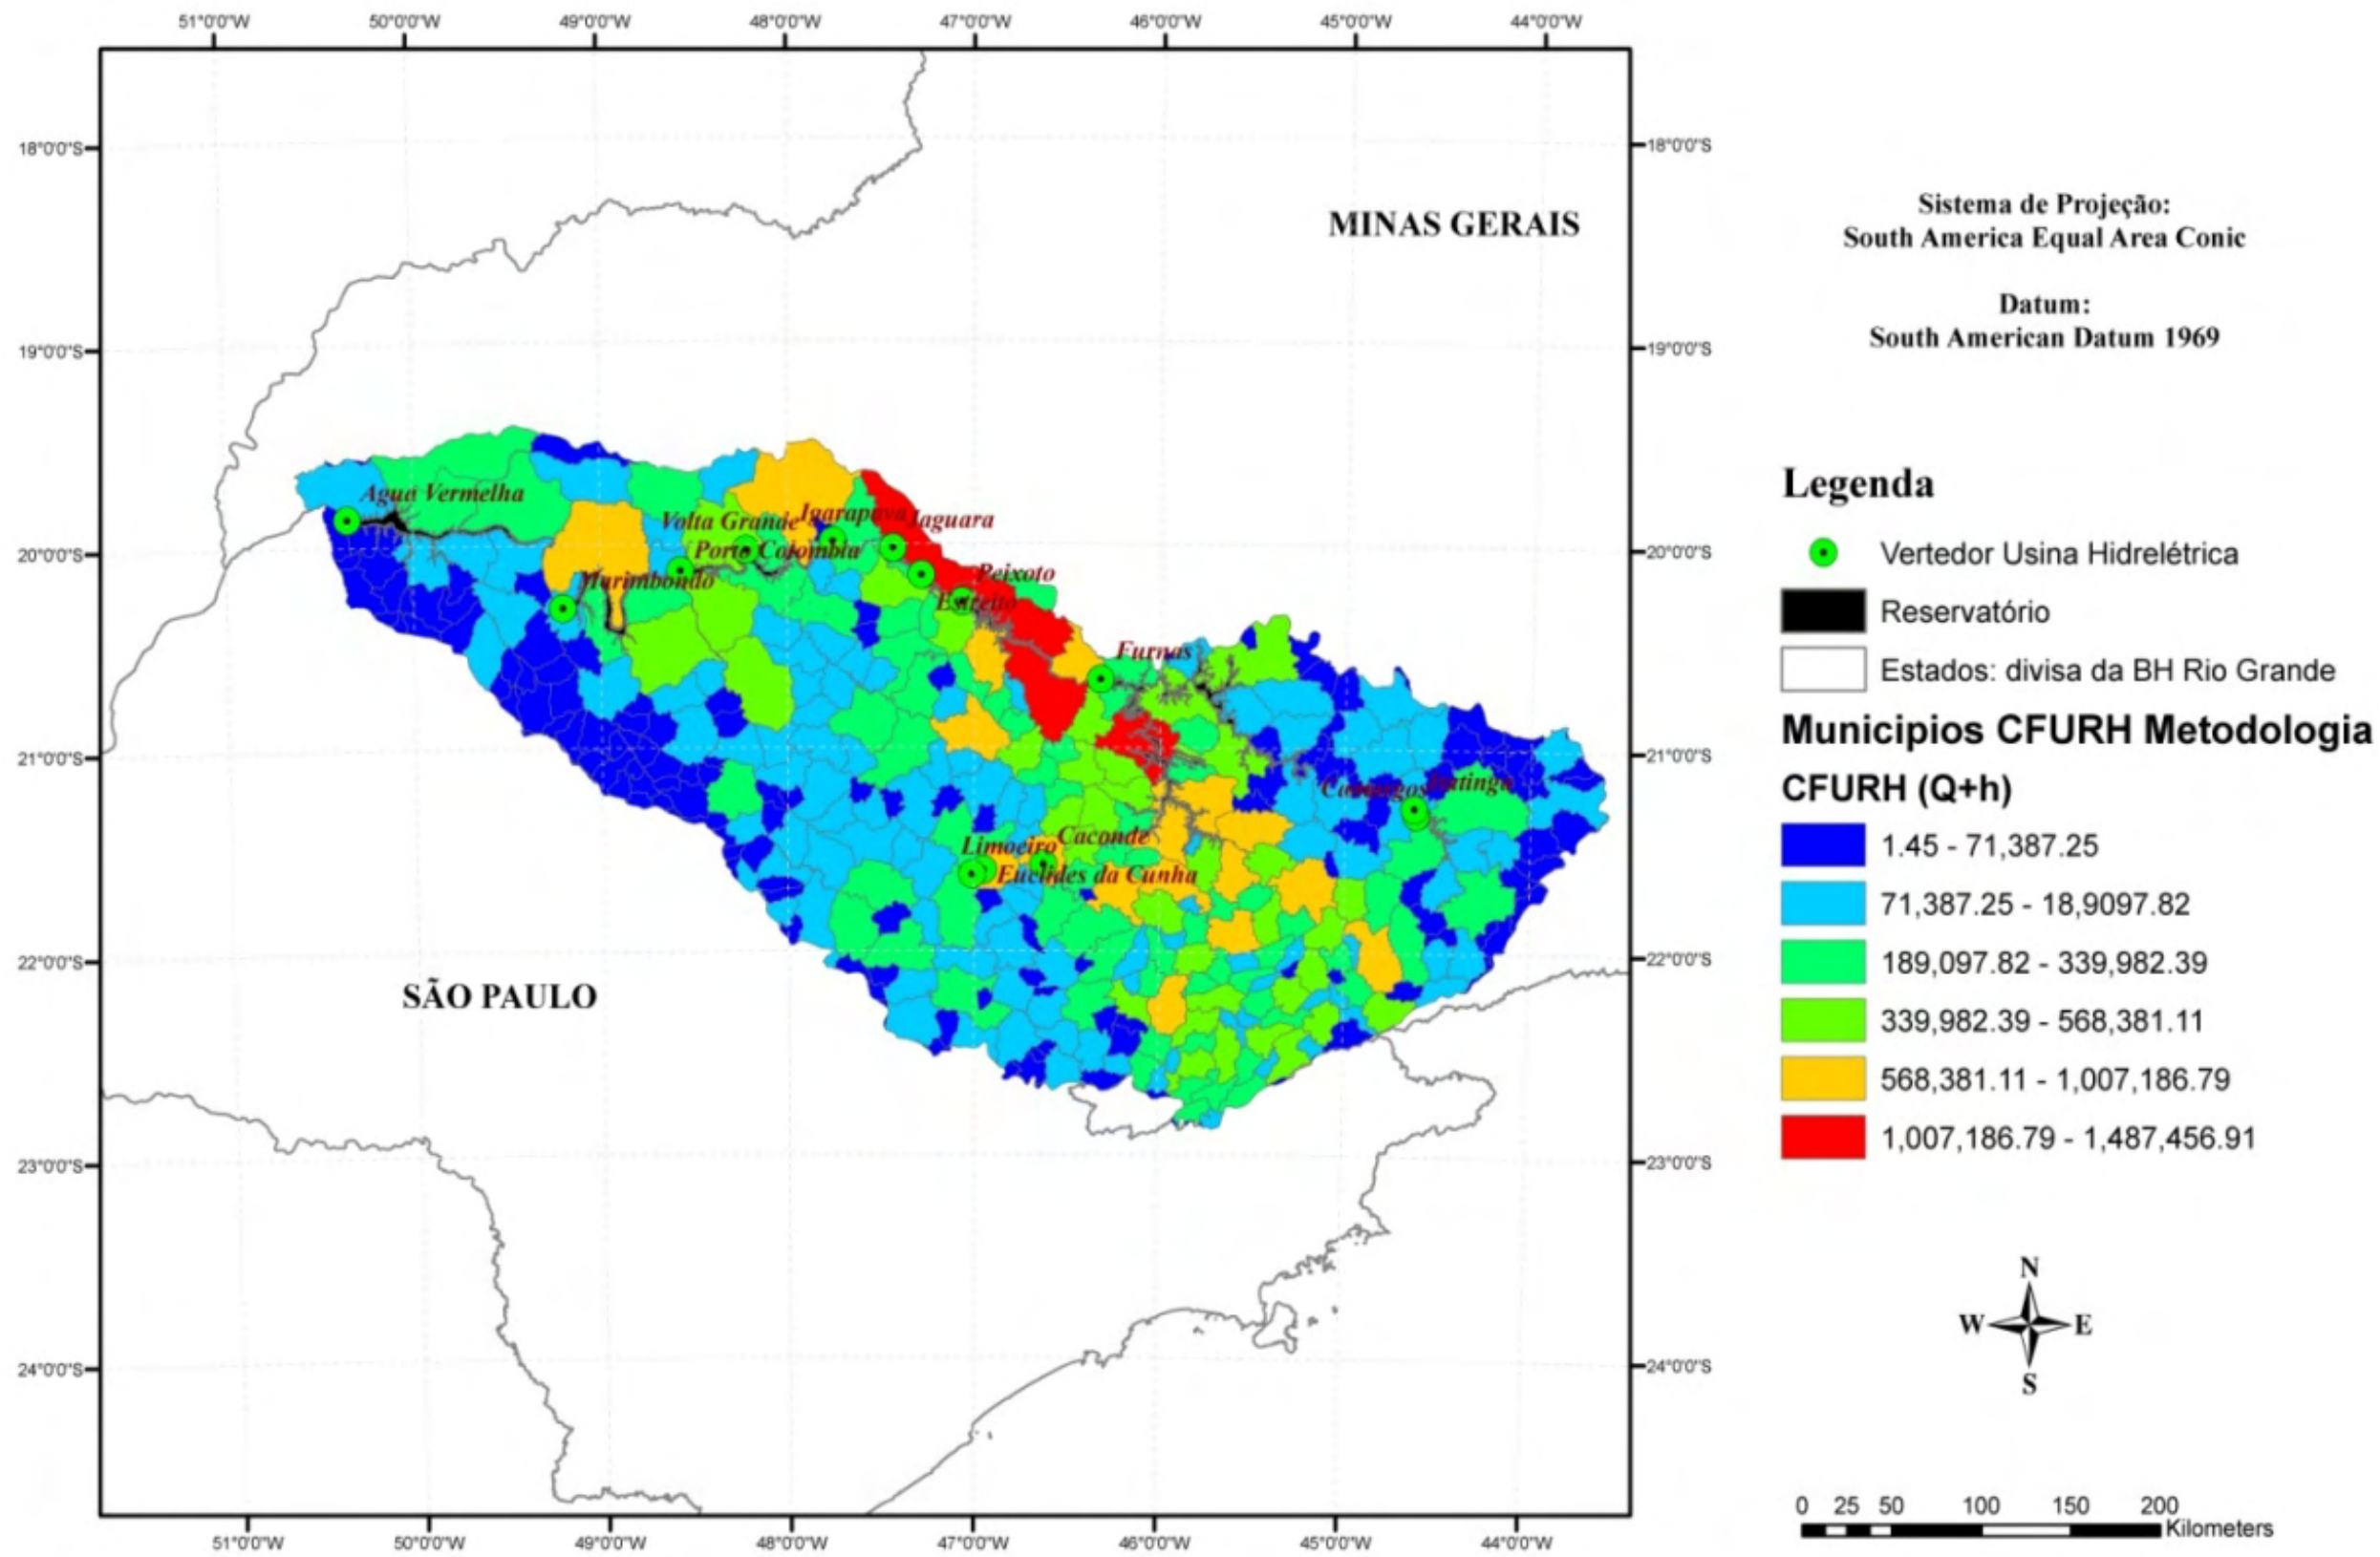 51°0'0"W 50°0'0"W 49°0'0"W 48°0'0"W 47°0'0"W 46°0'0"W 45°0'0"W 44°0'0"W
18°0'0"S 18°0'0"S
19°0'0"S 19°0'0"S
20°0'0"S 20°0'0"S
21°0'0"S 21°0'0"S
22°0'0"S 22°0'0"S
23°0'0"S 23°0'0"S
24°0'0"S 24°0'0"S
51°0'0"W 50°0'0"W 49°0'0"W 48°0'0"W 47°0'0"W 46°0'0"W 45°0'0"W 44°0'0"W
MINAS GERAIS
Agua Vermelha
Volta Grande
Igarapava
Jaguara
Porto Colombia
Marimbondo
Peixoto
Estreito
Furnas
Camargos
Itutinga
Caconde
Limoeiro
Euclides da Cunha
SÃO PAULO
Sistema de Projeção:
South America Equal Area Conic
Datum:
South American Datum 1969
Legenda
Vertedor Usina Hidrelétrica
Reservatório
Estados: divisa da BH Rio Grande
Municipios CFURH Metodologia
CFURH (Q+h)
1.45 - 71,387.25
71,387.25 - 18,9097.82
189,097.82 - 339,982.39
339,982.39 - 568,381.11
568,381.11 - 1,007,186.79
1,007,186.79 - 1,487,456.91
N
W E
S
0 25 50 100 150 200
Kilometers